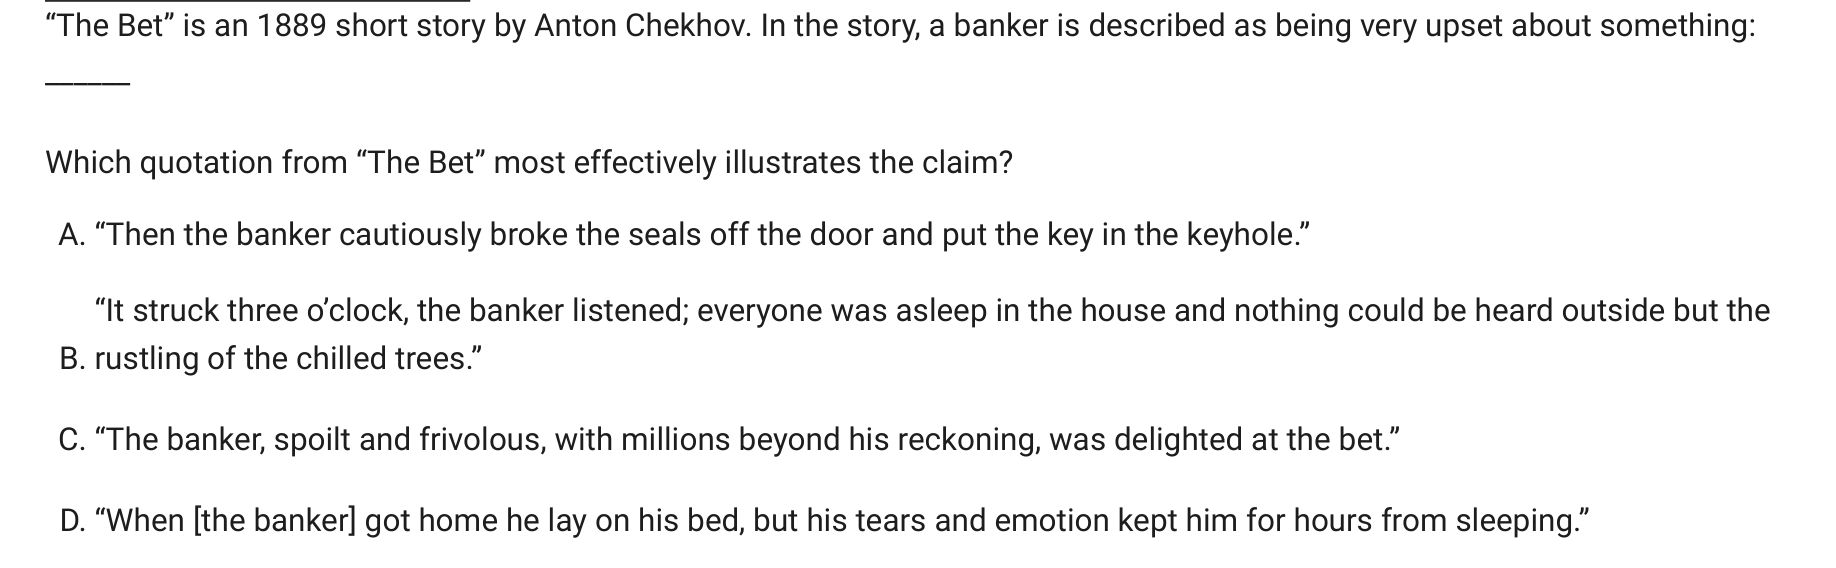 “The Bet” is an 1889 short story by Anton Chekhov. In the story, a banker is described as being very upset about something:
______
Which quotation from “The Bet” most effectively illustrates the claim?
A. “Then the banker cautiously broke the seals off the door and put the key in the keyhole.”
“It struck three o’clock, the banker listened; everyone was asleep in the house and nothing could be heard outside but the
B. rustling of the chilled trees.”
C. “The banker, spoilt and frivolous, with millions beyond his reckoning, was delighted at the bet.”
D. “When [the banker] got home he lay on his bed, but his tears and emotion kept him for hours from sleeping.”